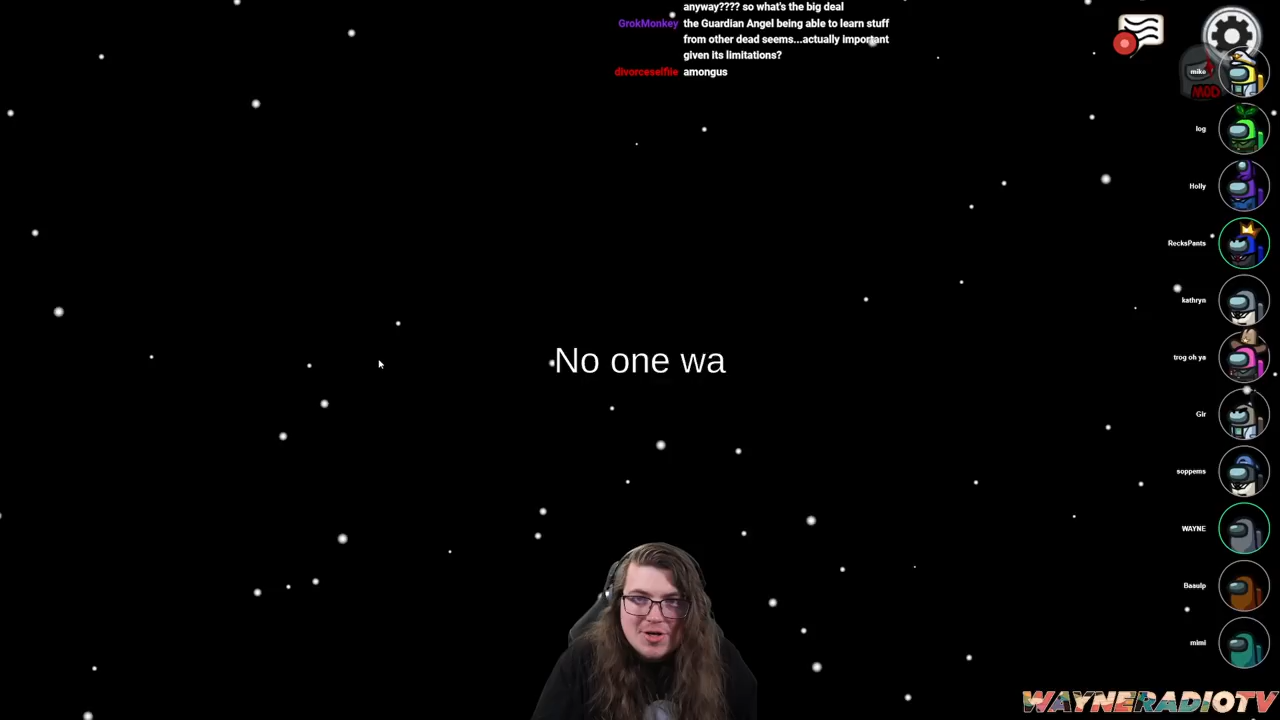 anyway???? so what's the big deal
GrokMonkey the Guardian Angel being able to learn stuff
from other dead seems...actually important
given its limitations?
divorceselfie amongus
miko
MOD
log
Holly
RecksPants
kathryn
No one wa
trog oh ya
Gir
soppems
WAYNE
Baaulp
mimi
WAYNERADIOTV